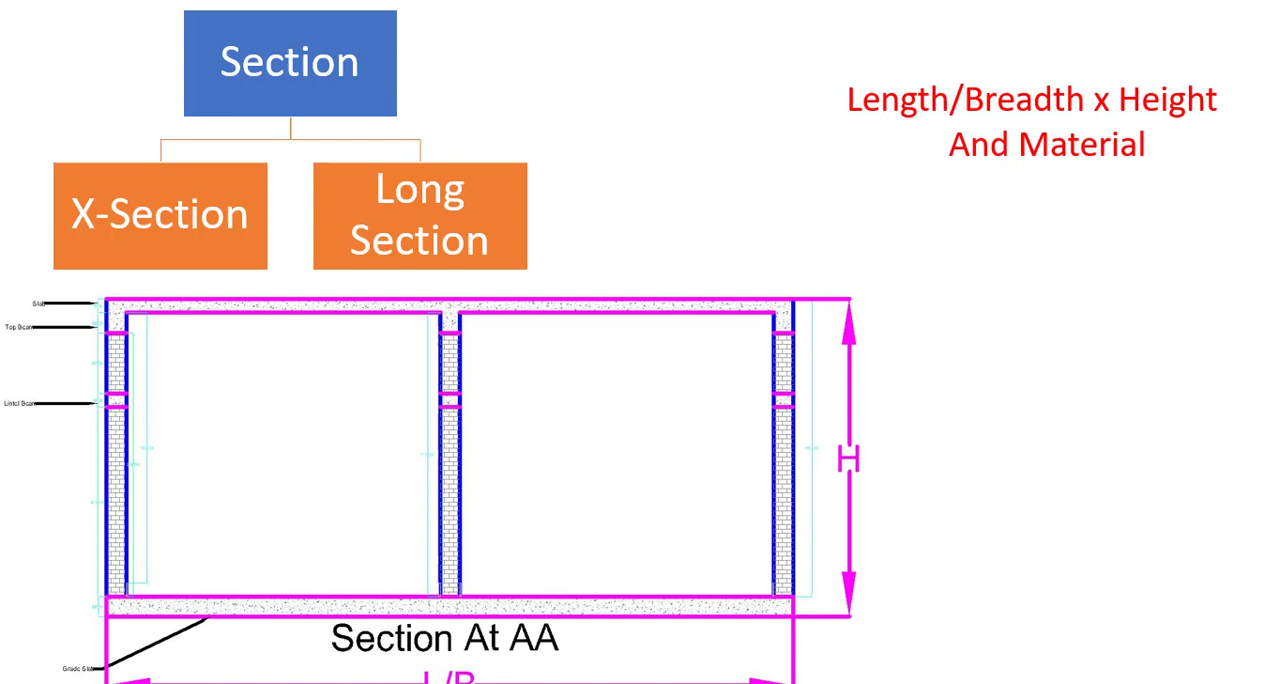 Section
X-Section
Long
Section
Length/Breadth x Height
And Material
Slab
Top Beam
Lintel Beam
H
Section At AA
Grade Slab
L/B